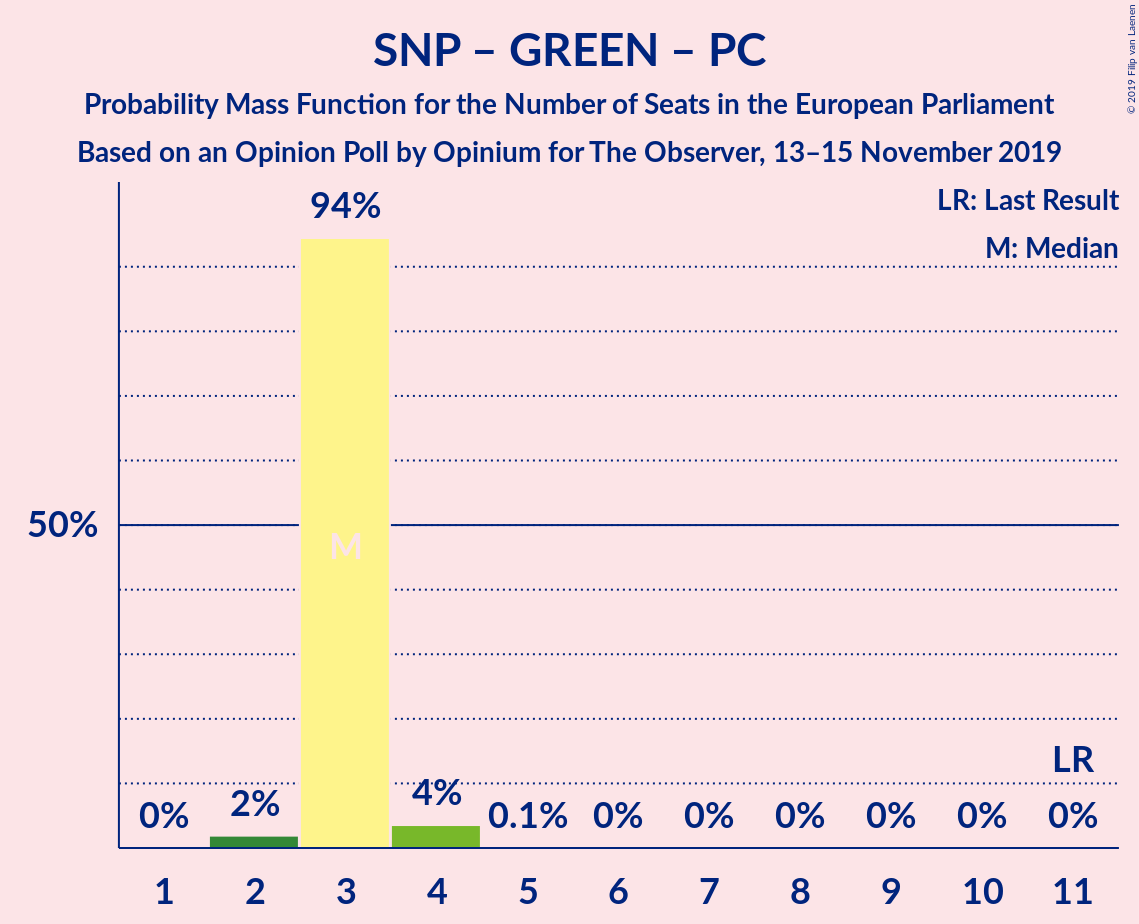 SNP – GREEN – PC
Probability Mass Function for the Number of Seats in the European Parliament
Based on an Opinion Poll by Opinium for The Observer, 13–15 November 2019
© 2019 Filip van Laenen
LR: Last Result
M: Median
94%
50%
M
LR
0%
2%
4%
0.1%
0%
0%
0%
0%
0%
0%
1
2
3
4
5
6
7
8
9
10
11